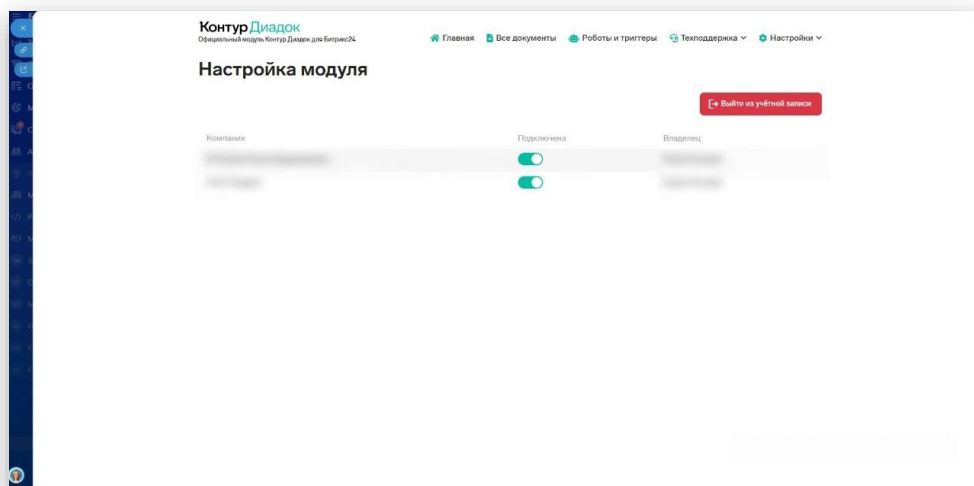 Контур Диадок
Официальный модуль Контур.Диадок для Битрикс24
Главная Все документы Роботы и триггеры Техподдержка Настройки
Настройка модуля
Выйти из учётной записи
Компания Подключена Владелец